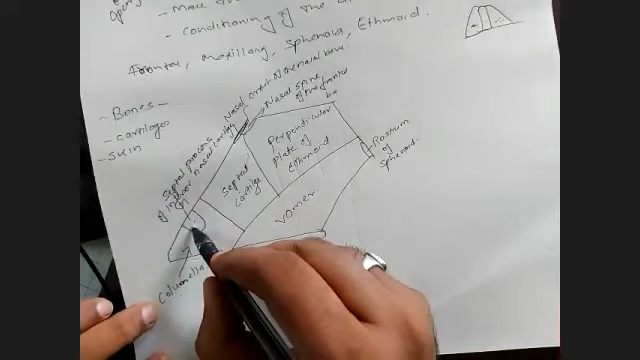 - conditioning of the
Frontal, maxillary, sphenoid, Ethmoid.
Nasal crest of the nasal bone.
Nasal spine
of the frontal
- Bones -
- cartilages
- Skin
Septal process
of inferior nasal cartilage
Septal
cartilage
Perpendicular
plate of
Ethmoid
Rostrum
of
sphenoid.
vomer.
Columella